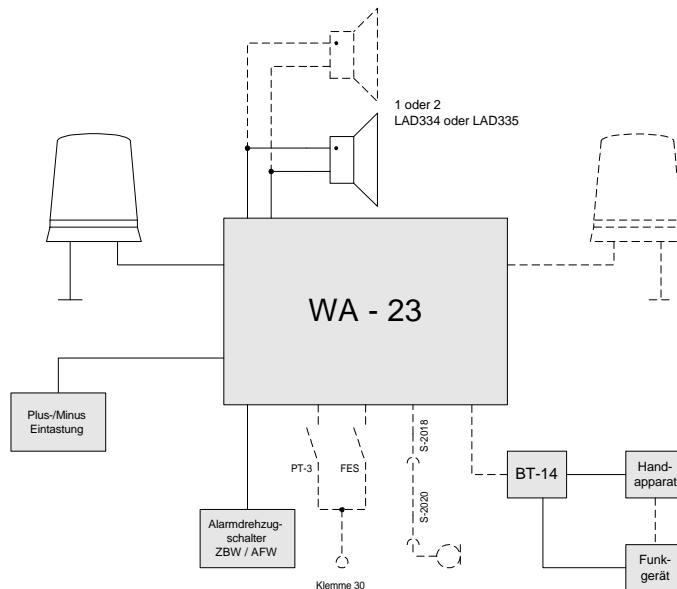 1 oder 2
LAD334 oder LAD335
WA - 23
Plus-/Minus
Eintastung
PT-3
FES
S-2018
S-2020
BT-14
Hand-
apparat
Alarmdrehzug-
schalter
ZBW / AFW
Funk-
gerät
Klemme 30